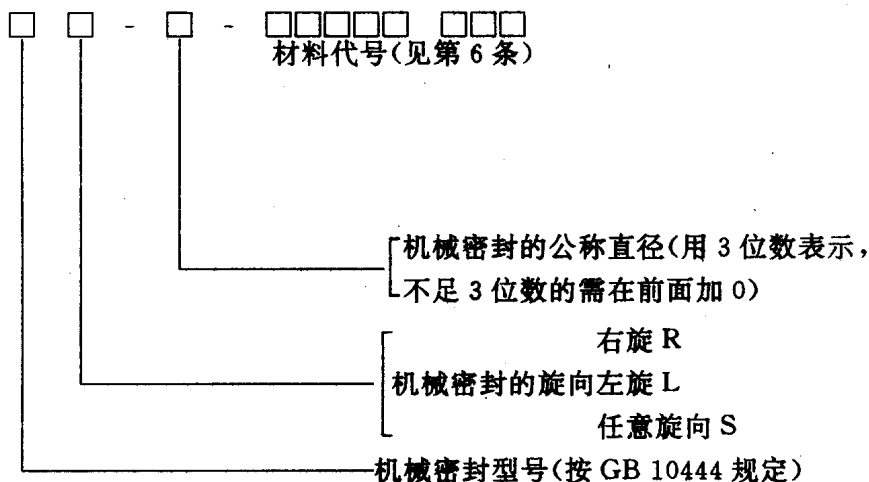 □ □ - □ - □□□□□ □□□
材料代号(见第 6 条)
机械密封的公称直径(用 3 位数表示,
不足 3 位数的需在前面加 0)
右旋 R
机械密封的旋向左旋 L
任意旋向 S
机械密封型号(按 GB 10444 规定)